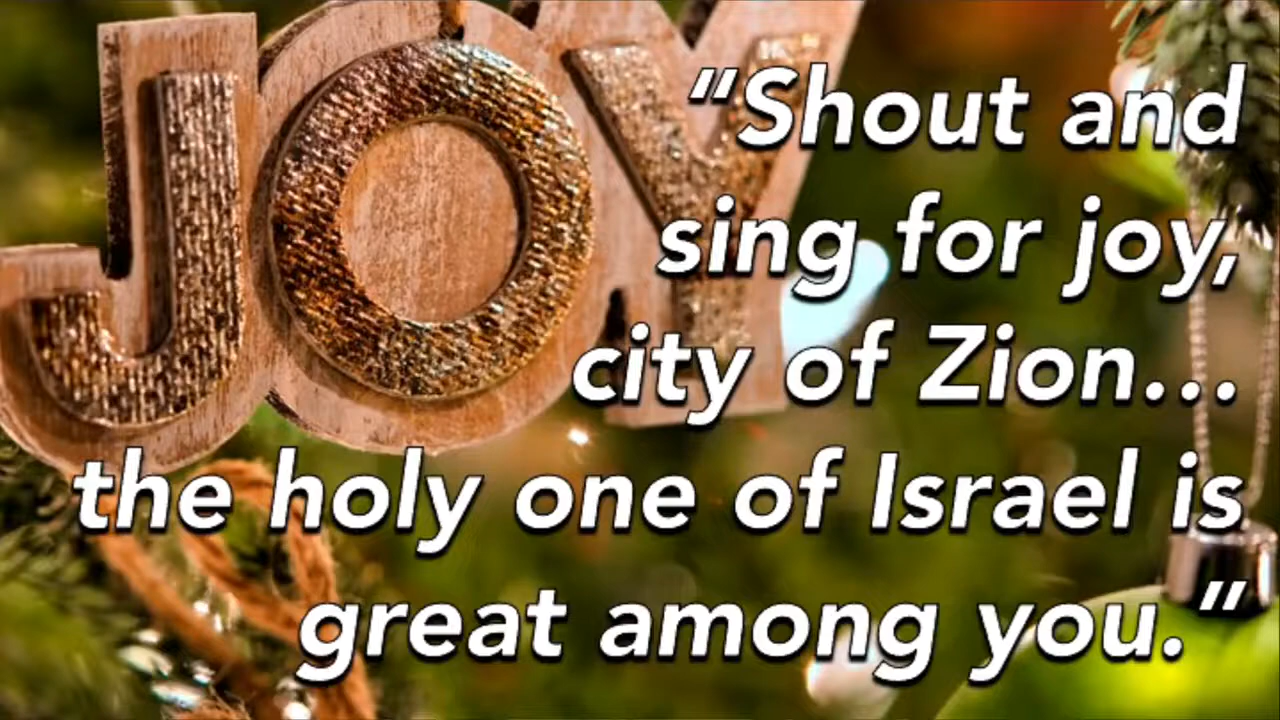 JOY
“Shout and
sing for joy,
city of Zion...
the holy one of Israel is
great among you.”